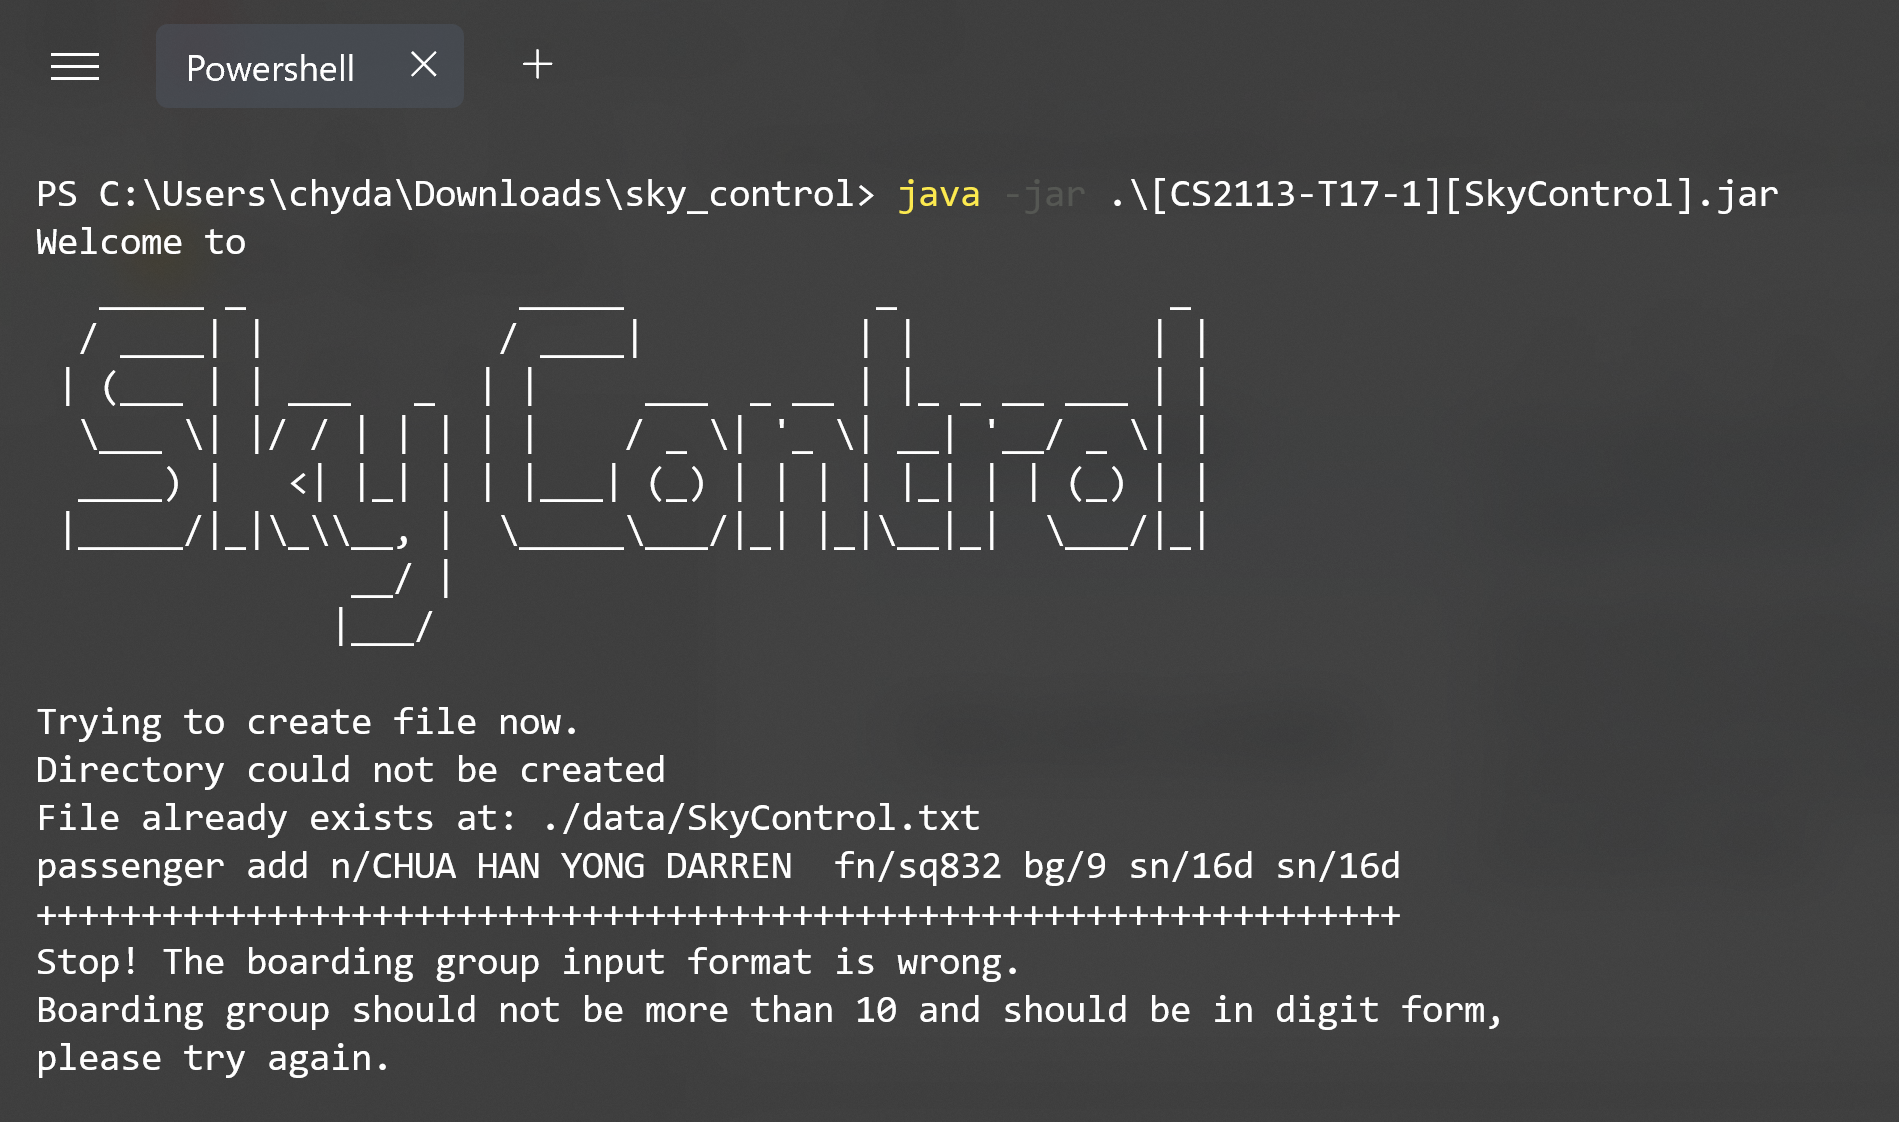 Powershell
PS C:\Users\chyda\Downloads\sky_control> java -jar .\[CS2113-T17-1][SkyControl].jar
Welcome to
   _____ _             _____            _             _
  / ____| |           / ____|          | |           | |
 | (___ | | ___   _  | |     ___  _ __ | |_ _ __ ___ | |
  \___ \| |/ / | | | | |    / _ \| '_ \| __| '__/ _ \| |
  ____) |   <| |_| | | |___| (_) | | | | |_| | | (_) | |
 |_____/|_|\_\\__, |  \_____\___/|_| |_|\__|_|  \___/|_|
               __/ |
              |___/
Trying to create file now.
Directory could not be created
File already exists at: ./data/SkyControl.txt
passenger add n/CHUA HAN YONG DARREN  fn/sq832 bg/9 sn/16d sn/16d
+++++++++++++++++++++++++++++++++++++++++++++++++++++++++++++++++
Stop! The boarding group input format is wrong.
Boarding group should not be more than 10 and should be in digit form,
please try again.